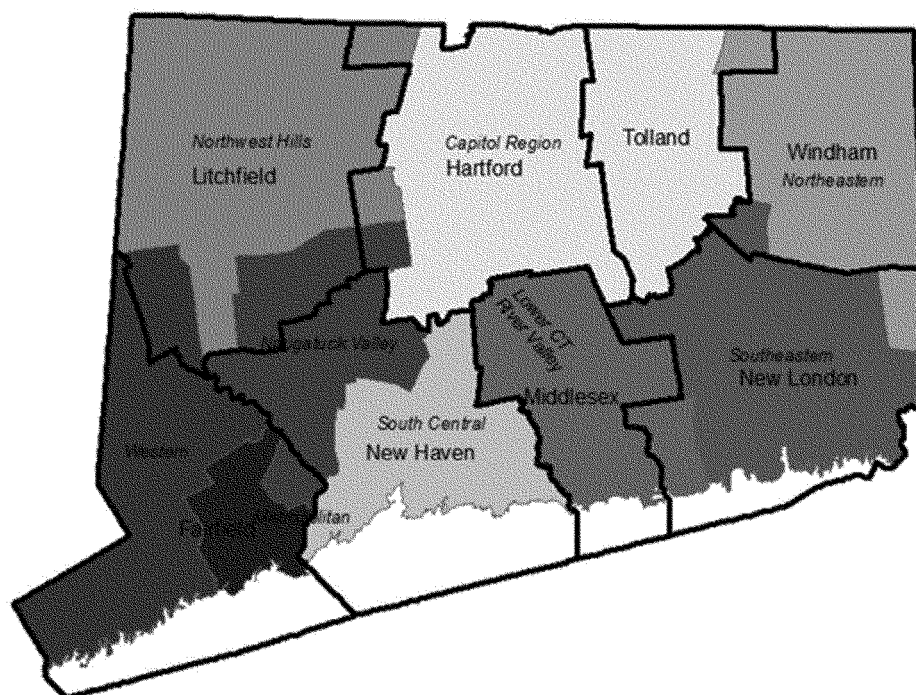 Northwest Hills
Litchfield
Capitol Region
Hartford
Tolland
Windham
Northeastern
Lower CT
River Valley
Naugatuck Valley
Southeastern
New London
Middlesex
South Central
New Haven
Western
Fairfield
Metropolitan